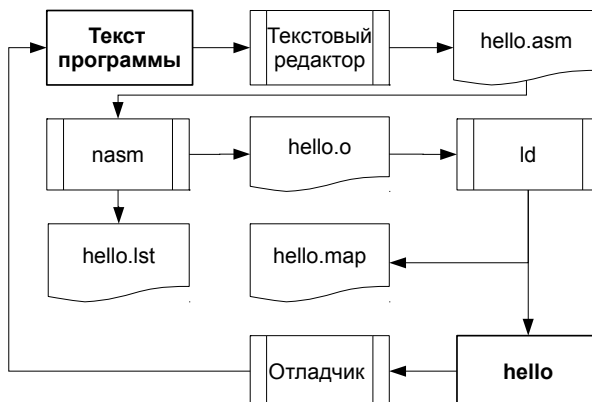 Текст
программы
Текстовый
редактор
hello.asm
nasm
hello.o
ld
hello.lst
hello.map
Отладчик
hello